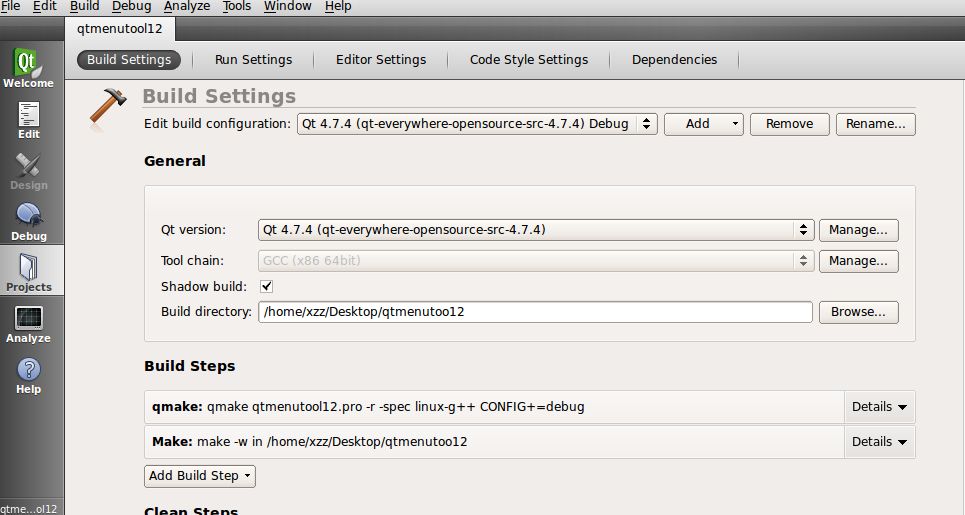 File Edit Build Debug Analyze Tools Window Help
qtmenutool12
Build Settings Run Settings Editor Settings Code Style Settings Dependencies
Qt
Welcome
Edit
Design
Debug
Projects
Analyze
Help
qtme...ol12
Build Settings
Edit build configuration: Qt 4.7.4 (qt-everywhere-opensource-src-4.7.4) Debug Add Remove Rename...
General
Qt version: Qt 4.7.4 (qt-everywhere-opensource-src-4.7.4) Manage...
Tool chain: GCC (x86 64bit) Manage...
Shadow build:
Build directory: /home/xzz/Desktop/qtmenutoo12 Browse...
Build Steps
qmake: qmake qtmenutool12.pro -r -spec linux-g++ CONFIG+=debug Details
Make: make -w in /home/xzz/Desktop/qtmenutoo12 Details
Add Build Step
Clean Steps